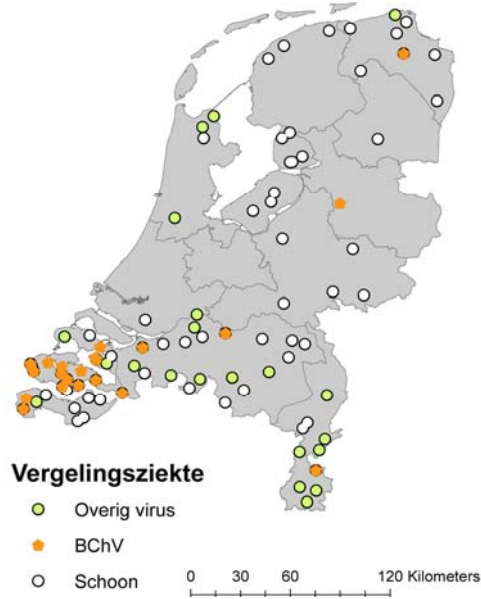 Vergelingsziekte
Overig virus
BChV
Schoon
0 30 60 120 Kilometers